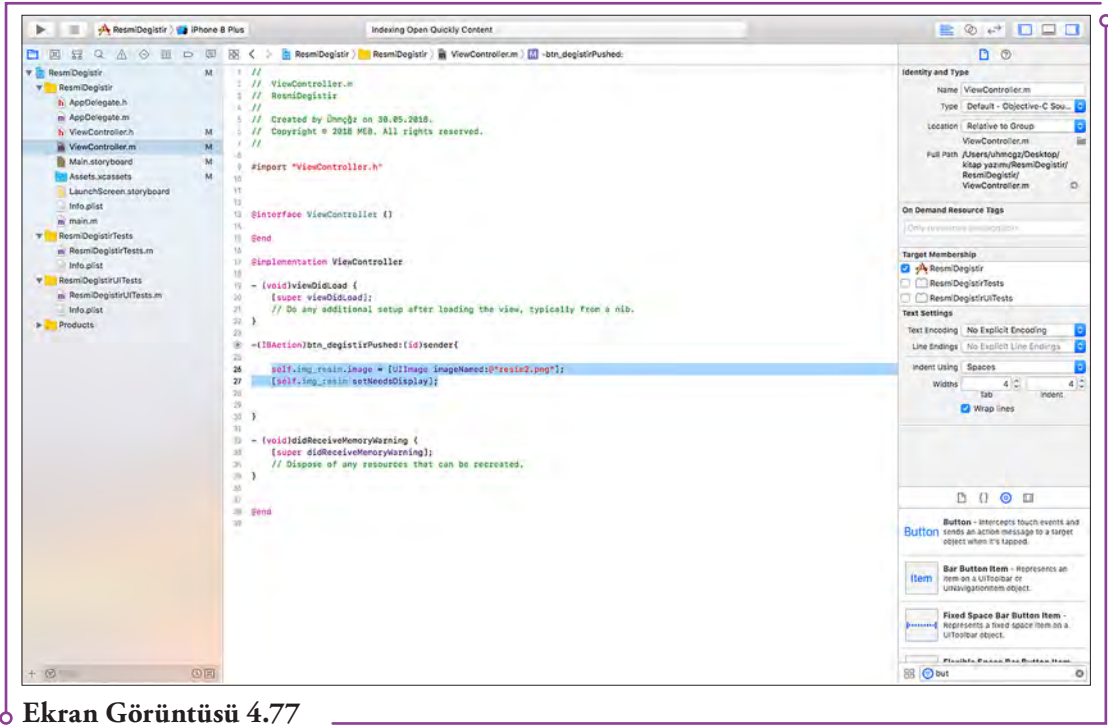 ResmiDegistir
iPhone 8 Plus
Indexing Open Quickly Content
ResmiDegistir
ResmiDegistir
ViewController.m
-btn_degistirPushed:
ResmiDegistir M
ResmiDegistir
AppDelegate.h
AppDelegate.m
ViewController.h M
ViewController.m M
Main.storyboard M
Assets.xcassets M
LaunchScreen.storyboard
Info.plist
main.m
ResmiDegistirTests
ResmiDegistirTests.m
Info.plist
ResmiDegistirUITests
ResmiDegistirUITests.m
Info.plist
Products
//
// ViewController.m
// ResmiDegistir
//
// Created by Ümmçğz on 30.05.2018.
// Copyright © 2018 MEB. All rights reserved.
//
#import "ViewController.h"
@interface ViewController ()
@end
@implementation ViewController
- (void)viewDidLoad {
[super viewDidLoad];
// Do any additional setup after loading the view, typically from a nib.
}
-(IBAction)btn_degistirPushed:(id)sender{
26 self.img_resim.image = [UIImage imageNamed:@"resim2.png"];
27 [self.img_resim setNeedsDisplay];
}
- (void)didReceiveMemoryWarning {
[super didReceiveMemoryWarning];
// Dispose of any resources that can be recreated.
}
@end
Identity and Type
Name ViewController.m
Type Default - Objective-C Sou...
Location Relative to Group
ViewController.m
Full Path /Users/uhmcgz/Desktop/
kitap yazımı/ResmiDegistir/
ResmiDegistir/
ViewController.m
On Demand Resource Tags
Target Membership
ResmiDegistir
ResmiDegistirTests
ResmiDegistirUITests
Text Settings
Text Encoding No Explicit Encoding
Line Endings No Explicit Line Endings
Indent Using Spaces
Widths 4 4
Tab Indent
Wrap lines
Button
Button - Intercepts touch events and
sends an action message to a target
object when it's tapped.
Item
Bar Button Item - Represents an
item on a UIToolbar or
UINavigationItem object.
Fixed Space Bar Button Item -
Represents a fixed space item on a
UIToolbar object.
Flexible Space Bar Button Item
but
Ekran Görüntüsü 4.77